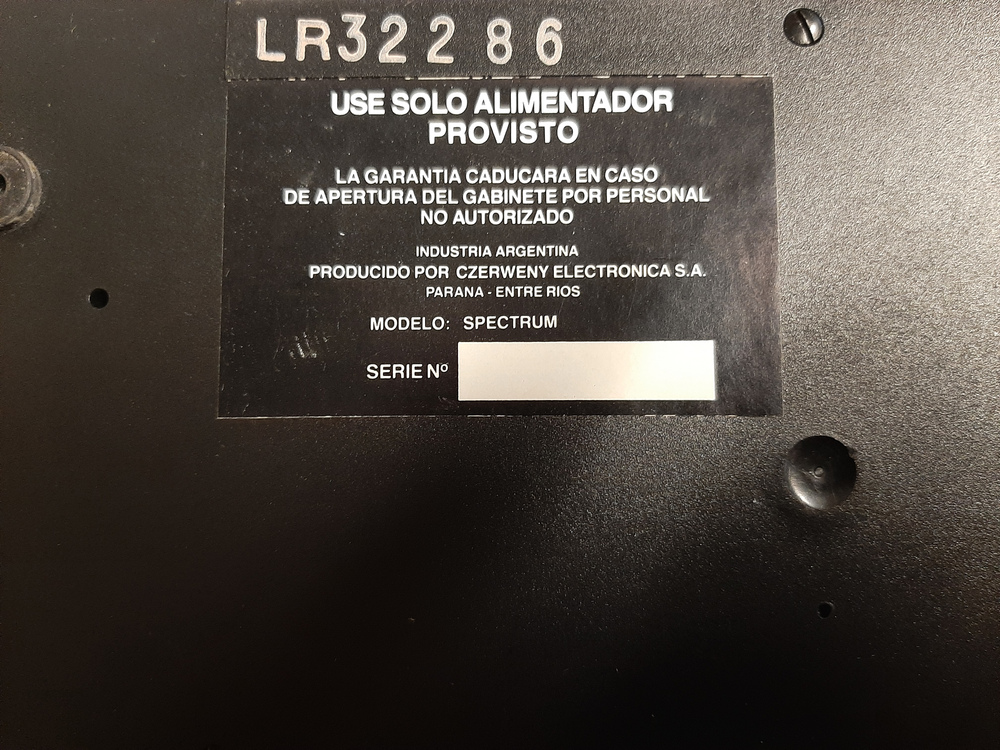 LR32286
USE SOLO ALIMENTADOR
PROVISTO
LA GARANTIA CADUCARA EN CASO
DE APERTURA DEL GABINETE POR PERSONAL
NO AUTORIZADO
INDUSTRIA ARGENTINA
PRODUCIDO POR CZERWENY ELECTRONICA S.A.
PARANA - ENTRE RIOS
MODELO: SPECTRUM
SERIE Nº